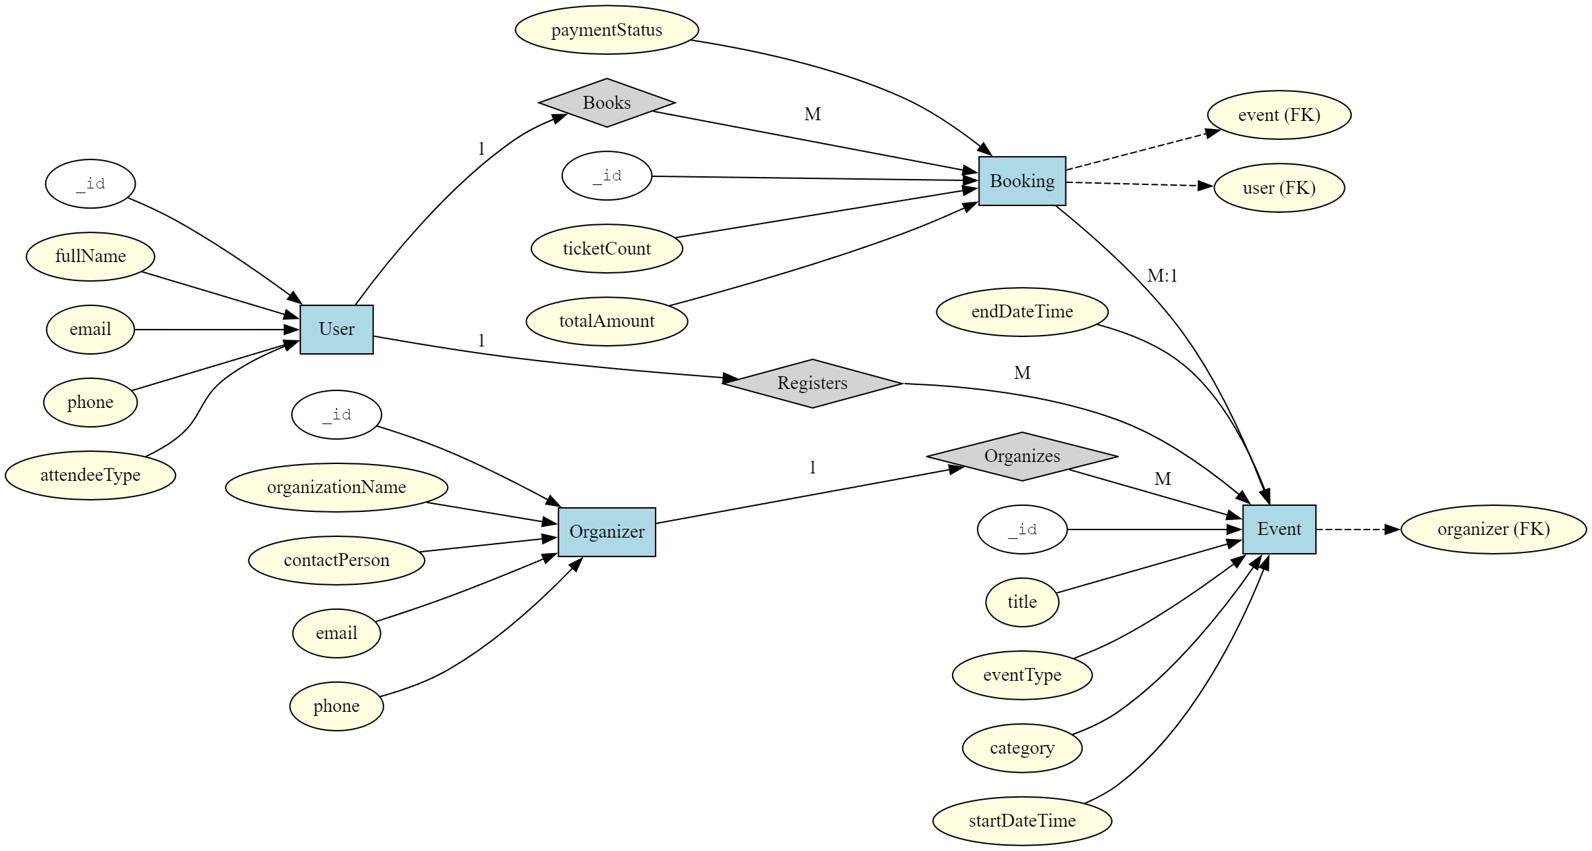 paymentStatus
Books
M
event (FK)
1
_id
_id
Booking
user (FK)
fullName
ticketCount
M:1
email
User
totalAmount
endDateTime
1
phone
Registers
M
_id
attendeeType
organizationName
1
Organizes
M
contactPerson
Organizer
_id
Event
organizer (FK)
email
title
phone
eventType
category
startDateTime